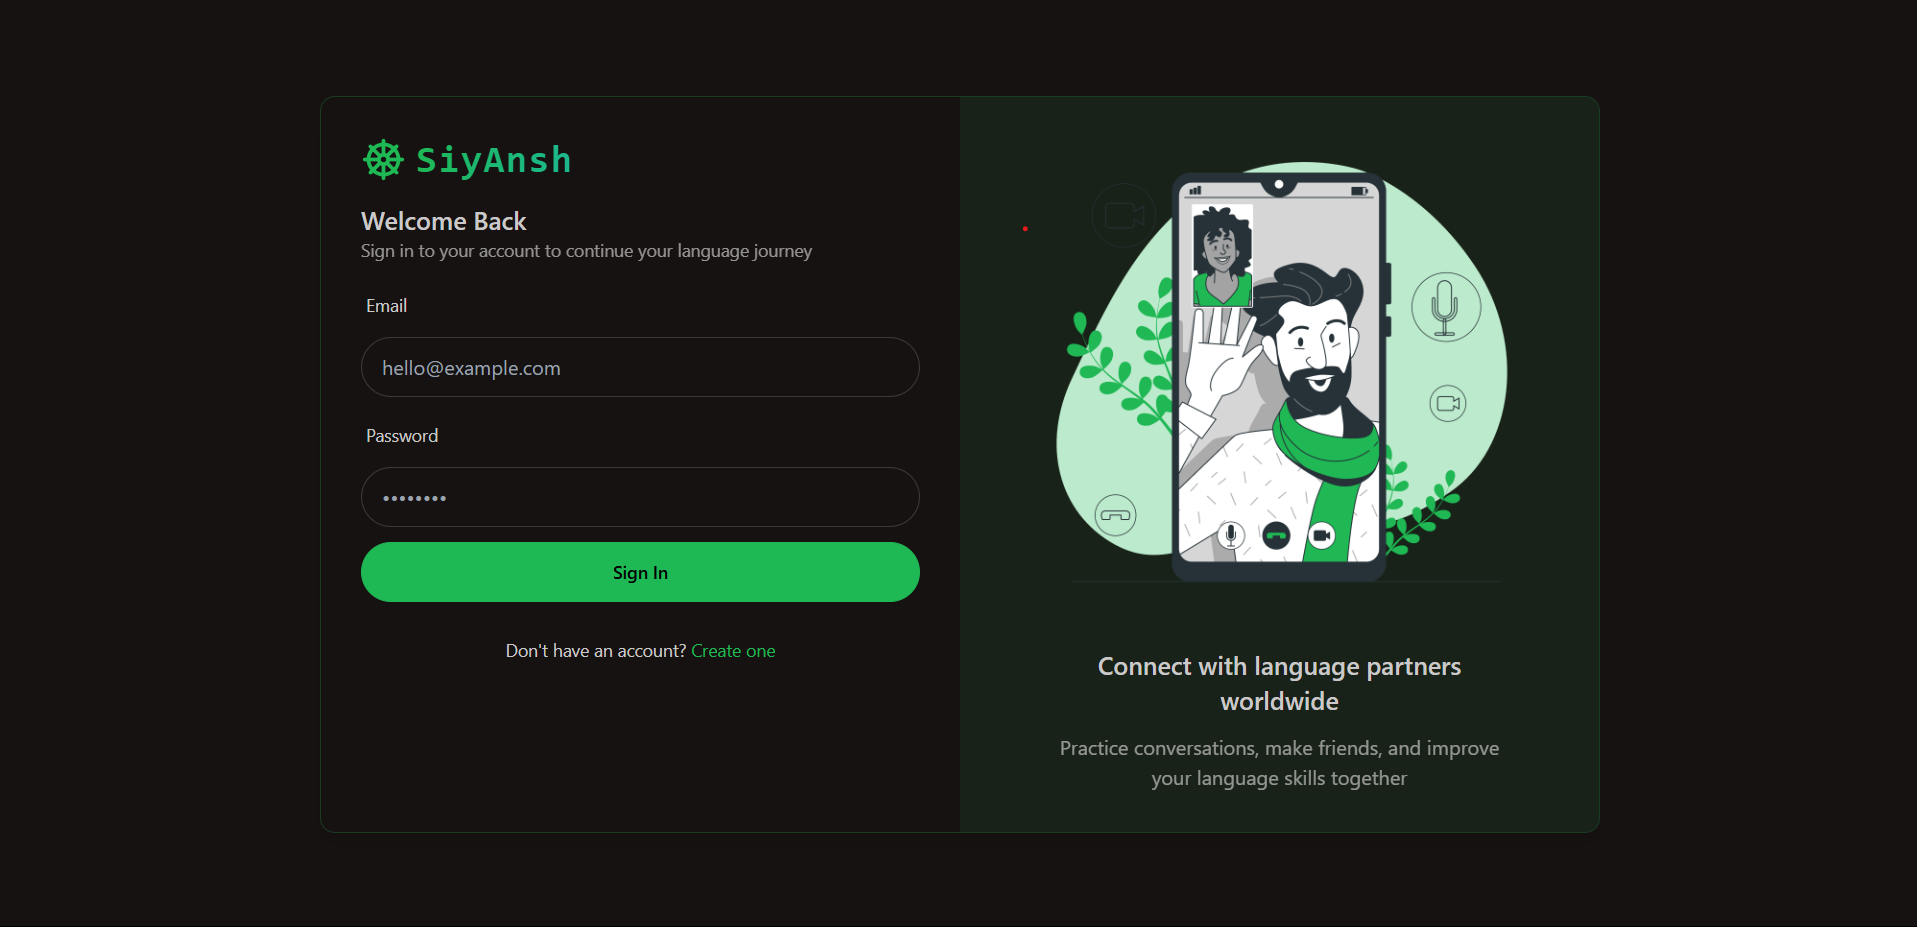 SiyAnsh
Welcome Back
Sign in to your account to continue your language journey
Email
hello@example.com
Password
••••••••
Sign In
Don't have an account? Create one
Connect with language partners
worldwide
Practice conversations, make friends, and improve
your language skills together